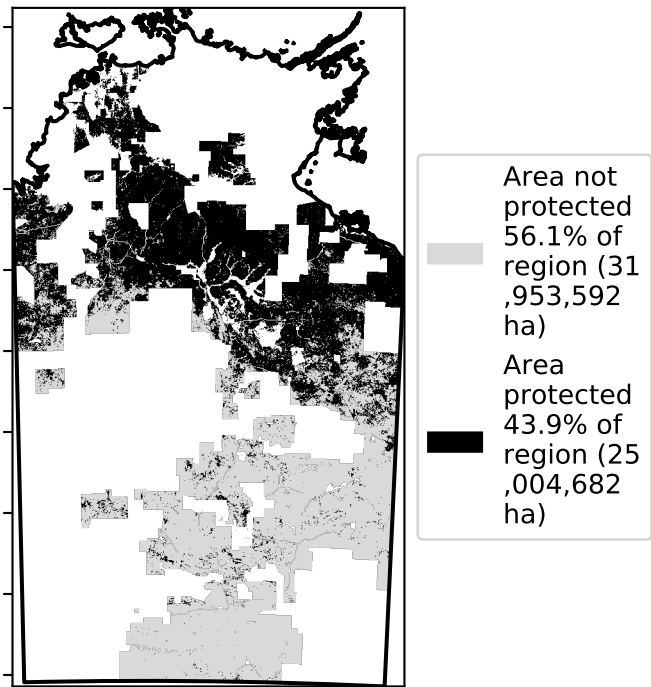 Area not
protected
56.1% of
region (31
,953,592
ha)
Area
protected
43.9% of
region (25
,004,682
ha)